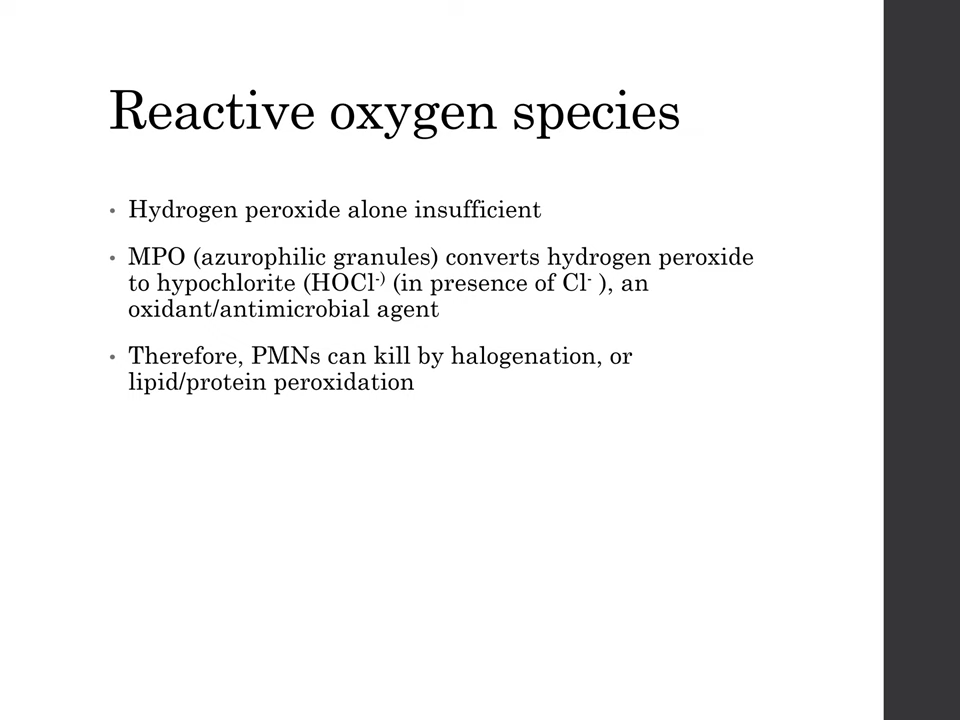 Reactive oxygen species
• Hydrogen peroxide alone insufficient
• MPO (azurophilic granules) converts hydrogen peroxide
to hypochlorite (HOCl-) (in presence of Cl- ), an
oxidant/antimicrobial agent
• Therefore, PMNs can kill by halogenation, or
lipid/protein peroxidation